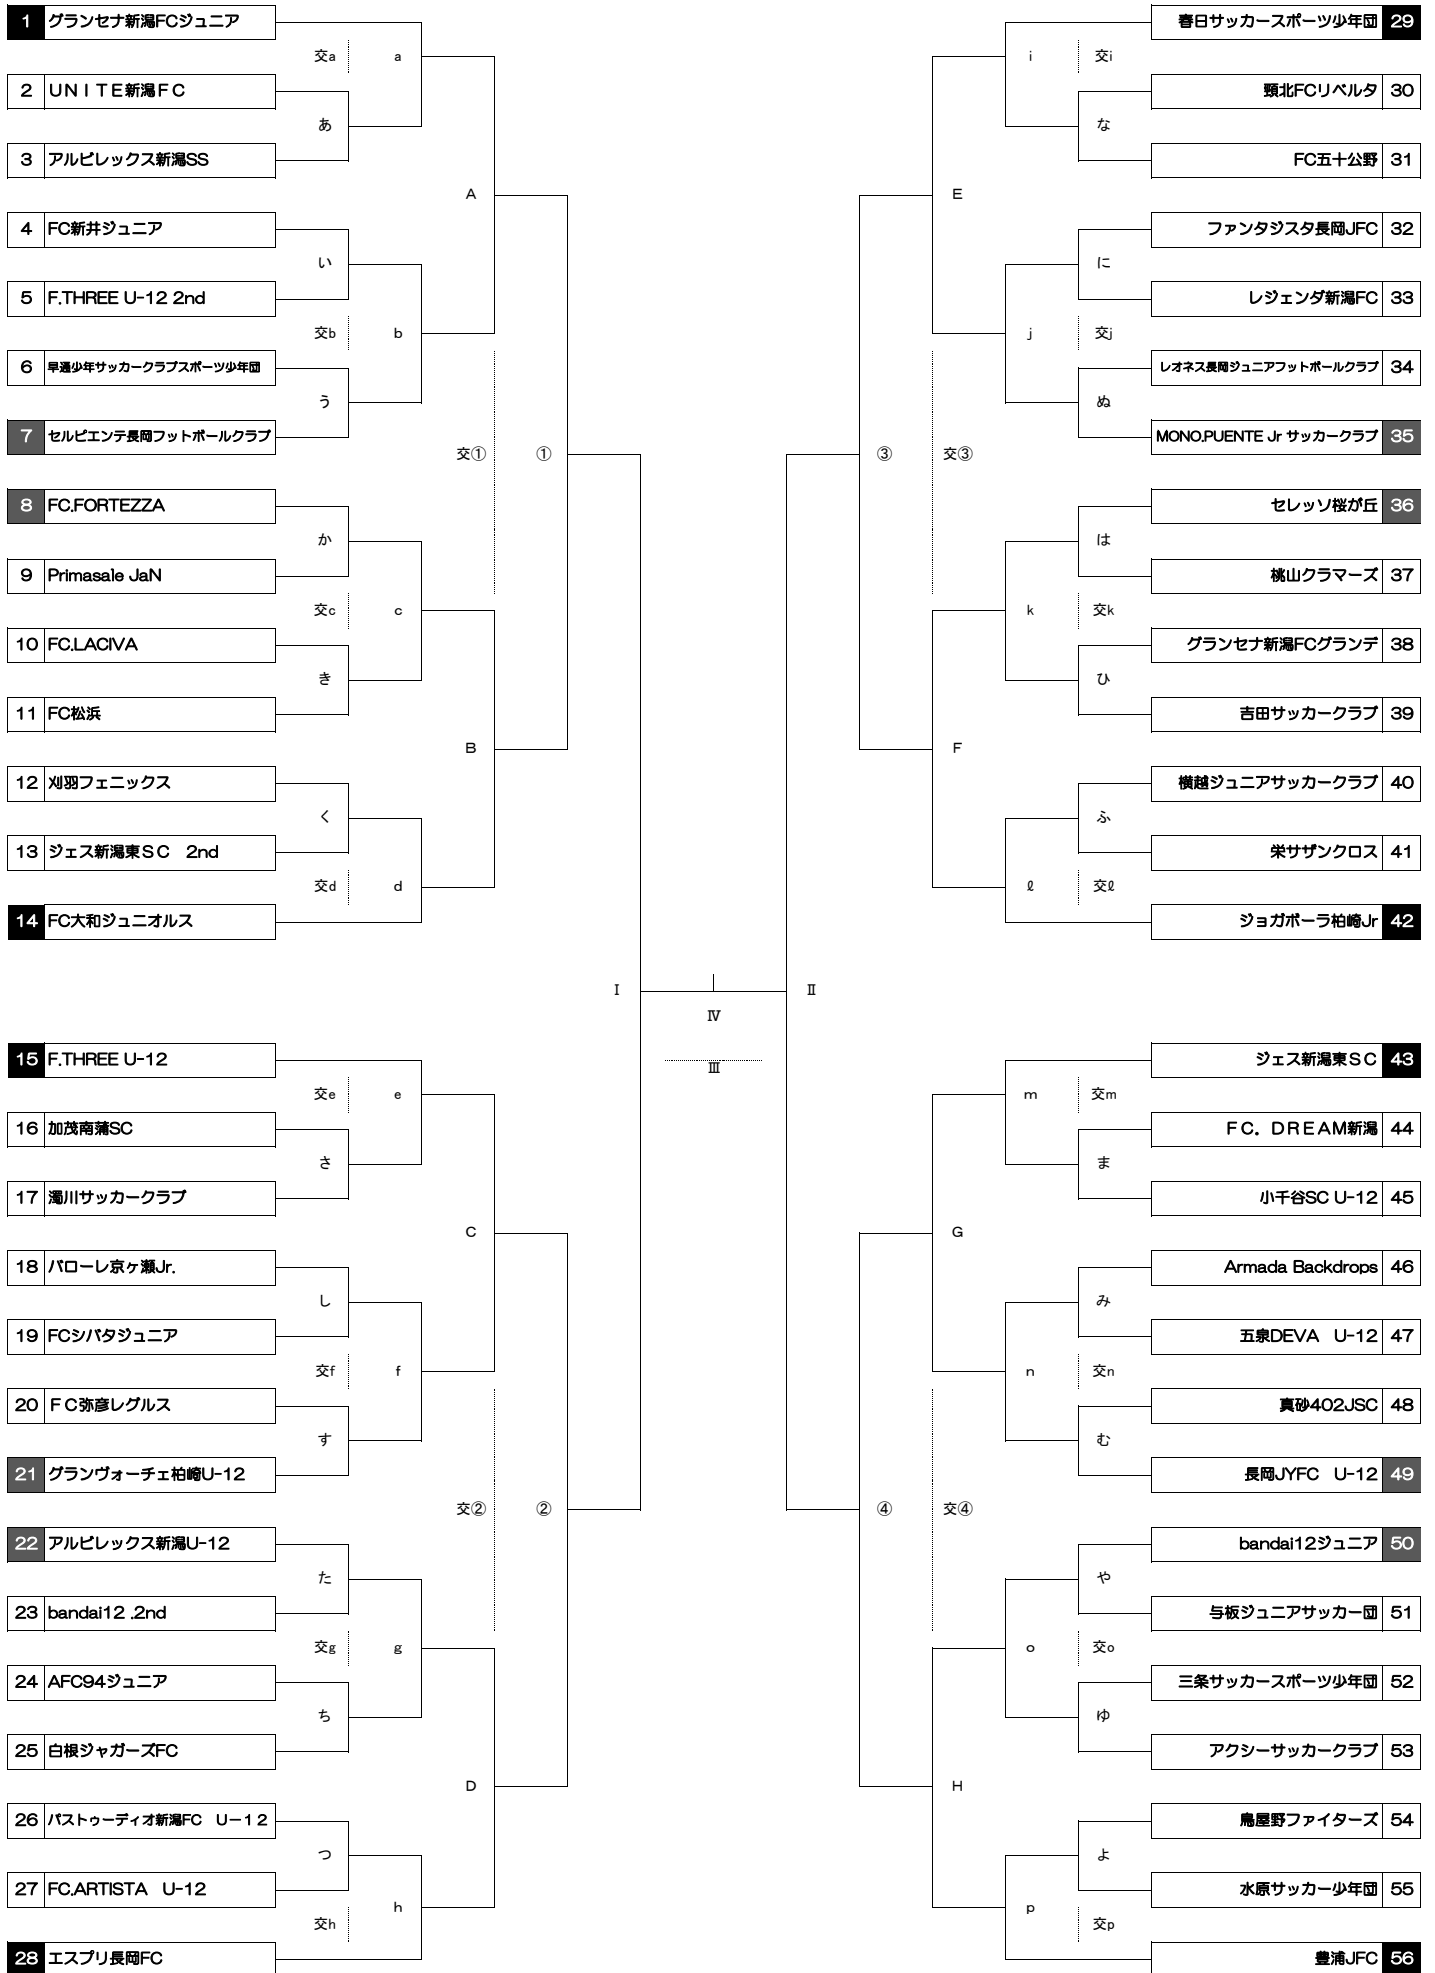 1 グランセナ新潟FCジュニア
交a a
2 ＵＮＩＴＥ新潟ＦＣ
あ
3 アルビレックス新潟SS
A
4 FC新井ジュニア
い
5 F.THREE U-12 2nd
交b b
6 早通少年サッカークラブスポーツ少年団
う
7 セルピエンテ長岡フットボールクラブ
交① ①
8 FC.FORTEZZA
か
9 Primasale JaN
交c c
10 FC.LACIVA
き
11 FC松浜
B
12 刈羽フェニックス
く
13 ジェス新潟東ＳＣ　2nd
交d d
14 FC大和ジュニオルス
Ⅰ
15 F.THREE U-12
交e e
16 加茂南蒲SC
さ
17 濁川サッカークラブ
C
18 バローレ京ヶ瀬Jr.
し
19 FCシバタジュニア
交f f
20 ＦＣ弥彦レグルス
す
21 グランヴォーチェ柏崎U-12
交② ②
22 アルビレックス新潟U-12
た
23 bandai12 .2nd
交g g
24 AFC94ジュニア
ち
25 白根ジャガーズFC
D
26 パストゥーディオ新潟FC　Ｕ－１２
つ
27 FC.ARTISTA　U-12
交h h
28 エスプリ長岡FC
Ⅳ
Ⅲ
春日サッカースポーツ少年団 29
i 交i
頸北FCリベルタ 30
な
FC五十公野 31
E
ファンタジスタ長岡JFC 32
に
レジェンダ新潟FC 33
j 交j
レオネス長岡ジュニアフットボールクラブ 34
ぬ
MONO.PUENTE Jr サッカークラブ 35
③ 交③
セレッソ桜が丘 36
は
桃山クラマーズ 37
k 交k
グランセナ新潟FCグランデ 38
ひ
吉田サッカークラブ 39
F
横越ジュニアサッカークラブ 40
ふ
栄サザンクロス 41
ℓ 交ℓ
ジョガボーラ柏崎Jr 42
Ⅱ
ジェス新潟東ＳＣ 43
m 交m
ＦＣ．ＤＲＥＡＭ新潟 44
ま
小千谷SC U-12 45
G
Armada Backdrops 46
み
五泉DEVA　U-12 47
n 交n
真砂402JSC 48
む
長岡JYFC　U-12 49
④ 交④
bandai12ジュニア 50
や
与板ジュニアサッカー団 51
o 交o
三条サッカースポーツ少年団 52
ゆ
アクシーサッカークラブ 53
H
鳥屋野ファイターズ 54
よ
水原サッカー少年団 55
p 交p
豊浦JFC 56